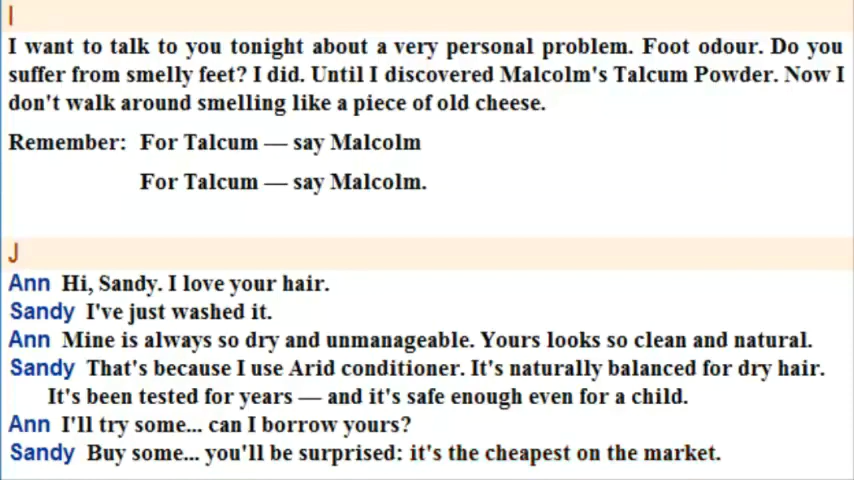 I
I want to talk to you tonight about a very personal problem. Foot odour. Do you
suffer from smelly feet? I did. Until I discovered Malcolm's Talcum Powder. Now I
don't walk around smelling like a piece of old cheese.
Remember: For Talcum — say Malcolm
For Talcum — say Malcolm.
J
Ann Hi, Sandy. I love your hair.
Sandy I've just washed it.
Ann Mine is always so dry and unmanageable. Yours looks so clean and natural.
Sandy That's because I use Arid conditioner. It's naturally balanced for dry hair.
It's been tested for years — and it's safe enough even for a child.
Ann I'll try some... can I borrow yours?
Sandy Buy some... you'll be surprised: it's the cheapest on the market.